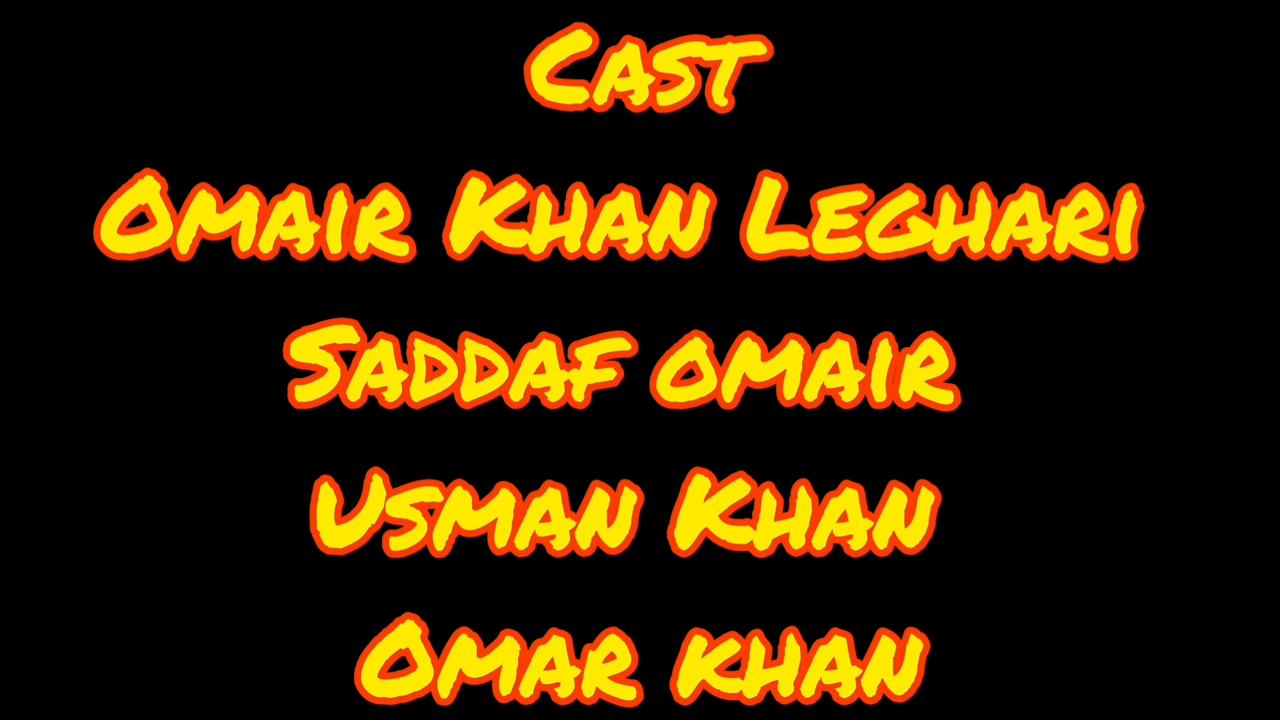 Cast
Omair Khan Leghari
Saddaf omair
Usman Khan
Omar khan